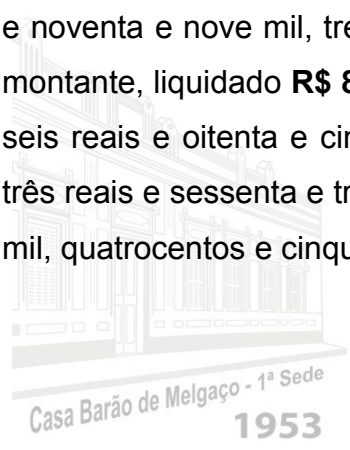 e noventa e nove mil, tre
montante, liquidado R$ 8
seis reais e oitenta e cin
três reais e sessenta e tr
mil, quatrocentos e cinqu
Casa Barão de Melgaço - 1ª Sede
1953